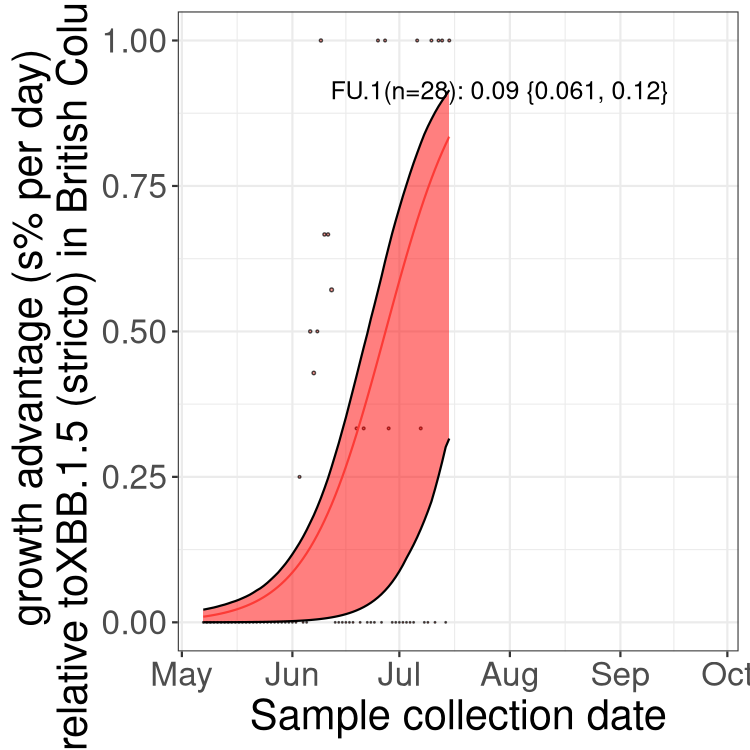 growth advantage (s% per day)
relative toXBB.1.5 (stricto) in British Colu
1.00
0.75
0.50
0.25
0.00
FU.1(n=28): 0.09 {0.061, 0.12}
May Jun Jul Aug Sep Oct
Sample collection date